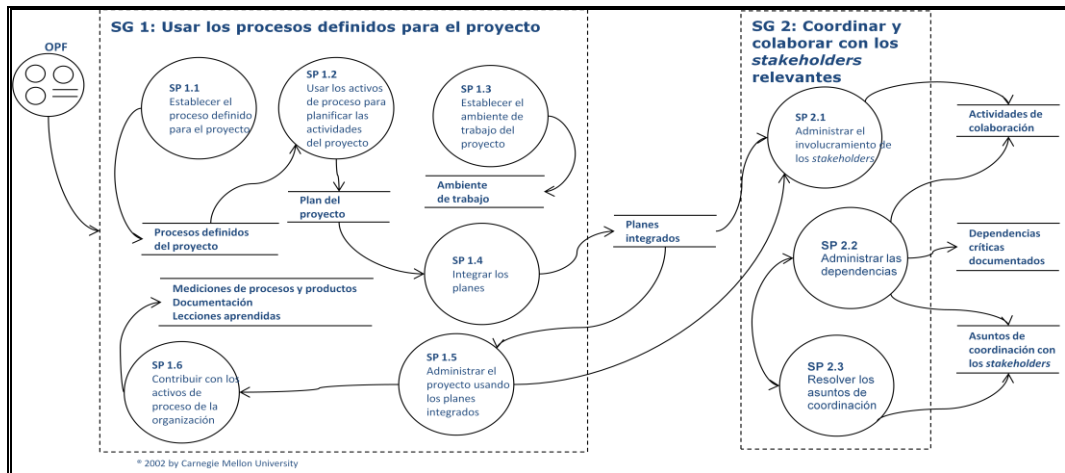 SG 1: Usar los procesos definidos para el proyecto
SG 2: Coordinar y
colaborar con los
stakeholders
relevantes
OPF
SP 1.1
Establecer el
proceso definido
para el proyecto
SP 1.2
Usar los activos
de proceso para
planificar las
actividades
del proyecto
SP 1.3
Establecer el
ambiente de
trabajo del
proyecto
SP 2.1
Administrar el
involucramiento de
los stakeholders
Actividades de
colaboración
Procesos definidos
del proyecto
Plan del
proyecto
Ambiente
de trabajo
Planes
integrados
SP 1.4
Integrar los
planes
SP 2.2
Administrar las
dependencias
Dependencias
críticas
documentados
Mediciones de procesos y productos
Documentación
Lecciones aprendidas
SP 1.6
Contribuir con los
activos de
proceso de la
organización
SP 1.5
Administrar el
proyecto usando
los planes
integrados
SP 2.3
Resolver los
asuntos de
coordinación
Asuntos de
coordinación con
los stakeholders
® 2002 by Carnegie Mellon University